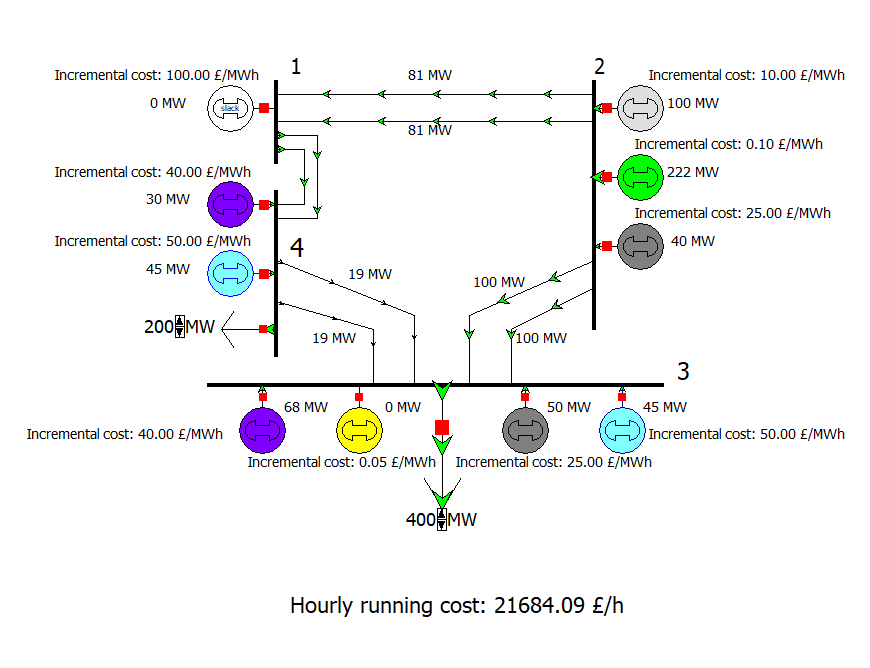 Incremental cost: 100.00 £/MWh
1
0 MW
slack
81 MW
81 MW
2
Incremental cost: 10.00 £/MWh
100 MW
Incremental cost: 0.10 £/MWh
222 MW
Incremental cost: 25.00 £/MWh
40 MW
Incremental cost: 40.00 £/MWh
30 MW
Incremental cost: 50.00 £/MWh
45 MW
4
200 MW
19 MW
19 MW
100 MW
100 MW
3
68 MW
0 MW
50 MW
45 MW
Incremental cost: 40.00 £/MWh
Incremental cost: 0.05 £/MWh
Incremental cost: 25.00 £/MWh
Incremental cost: 50.00 £/MWh
400 MW
Hourly running cost: 21684.09 £/h